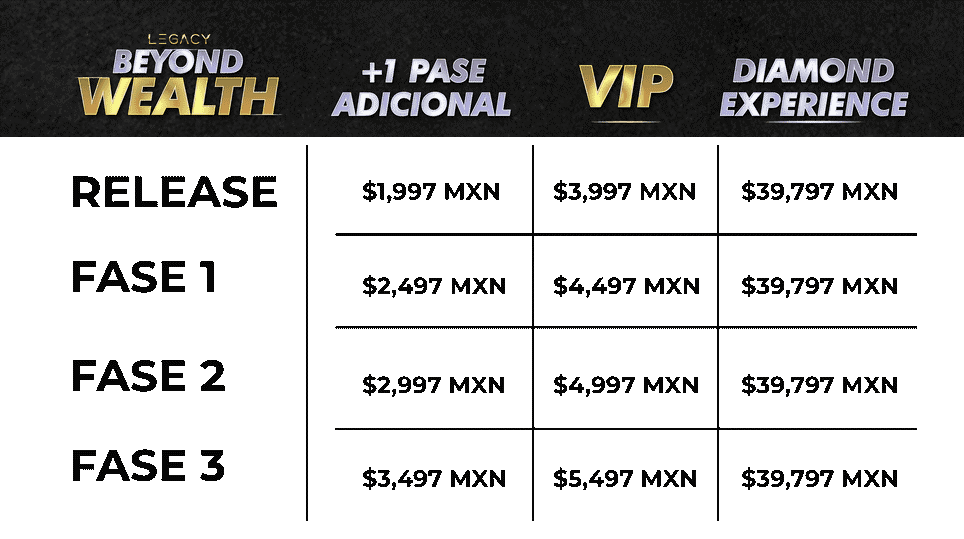 LEGACY
BEYOND
WEALTH
+1 PASE
ADICIONAL
VIP
DIAMOND
EXPERIENCE
RELEASE
$1,997 MXN
$3,997 MXN
$39,797 MXN
FASE 1
$2,497 MXN
$4,497 MXN
$39,797 MXN
FASE 2
$2,997 MXN
$4,997 MXN
$39,797 MXN
FASE 3
$3,497 MXN
$5,497 MXN
$39,797 MXN